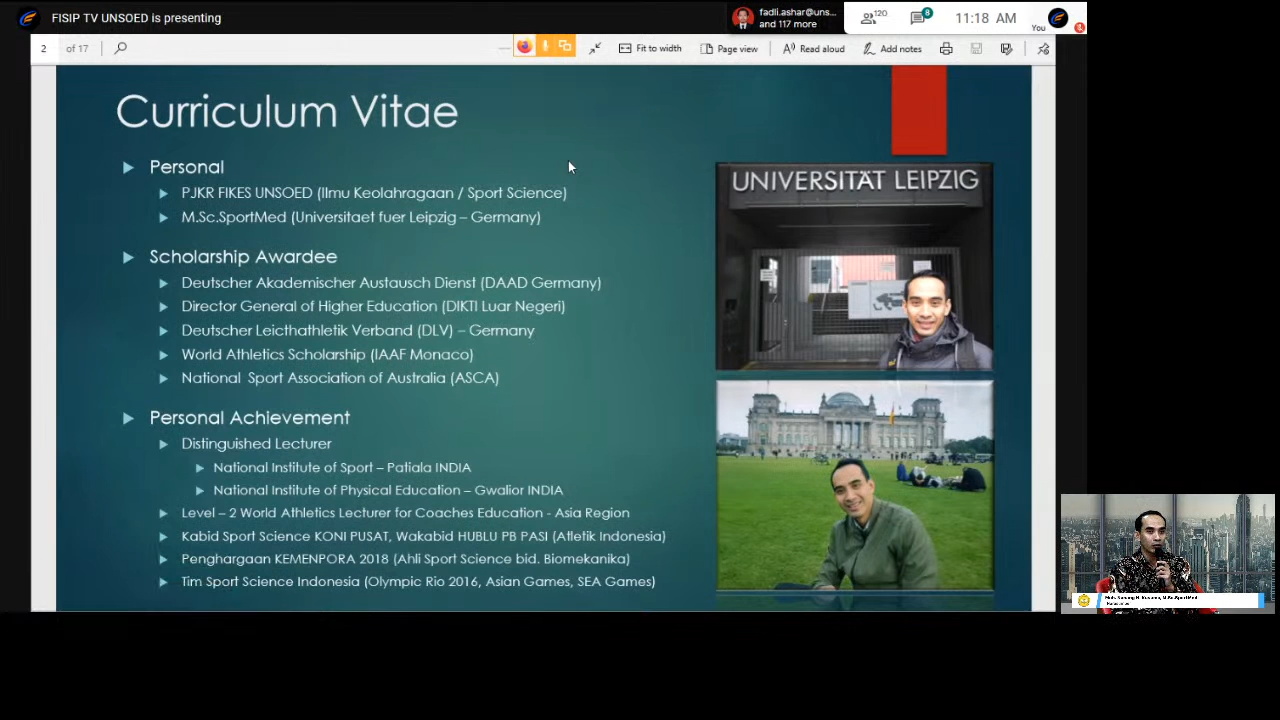 FISIP TV UNSOED is presenting
fadli.ashar@uns...
and 117 more
120
8
11:18 AM
You
2 of 17
Fit to width
Page view
Read aloud
Add notes
Curriculum Vitae
Personal
PJKR FIKES UNSOED (Ilmu Keolahragaan / Sport Science)
M.Sc.SportMed (Universitaet fuer Leipzig – Germany)
Scholarship Awardee
Deutscher Akademischer Austausch Dienst (DAAD Germany)
Director General of Higher Education (DIKTI Luar Negeri)
Deutscher Leicthathletik Verband (DLV) – Germany
World Athletics Scholarship (IAAF Monaco)
National Sport Association of Australia (ASCA)
Personal Achievement
Distinguished Lecturer
National Institute of Sport – Patiala INDIA
National Institute of Physical Education – Gwalior INDIA
Level – 2 World Athletics Lecturer for Coaches Education - Asia Region
Kabid Sport Science KONI PUSAT, Wakabid HUBLU PB PASI (Atletik Indonesia)
Penghargaan KEMENPORA 2018 (Ahli Sport Science bid. Biomekanika)
Tim Sport Science Indonesia (Olympic Rio 2016, Asian Games, SEA Games)
UNIVERSITÄT LEIPZIG
Moh. Nanang H. Kusuma, M.Sc.SportMed